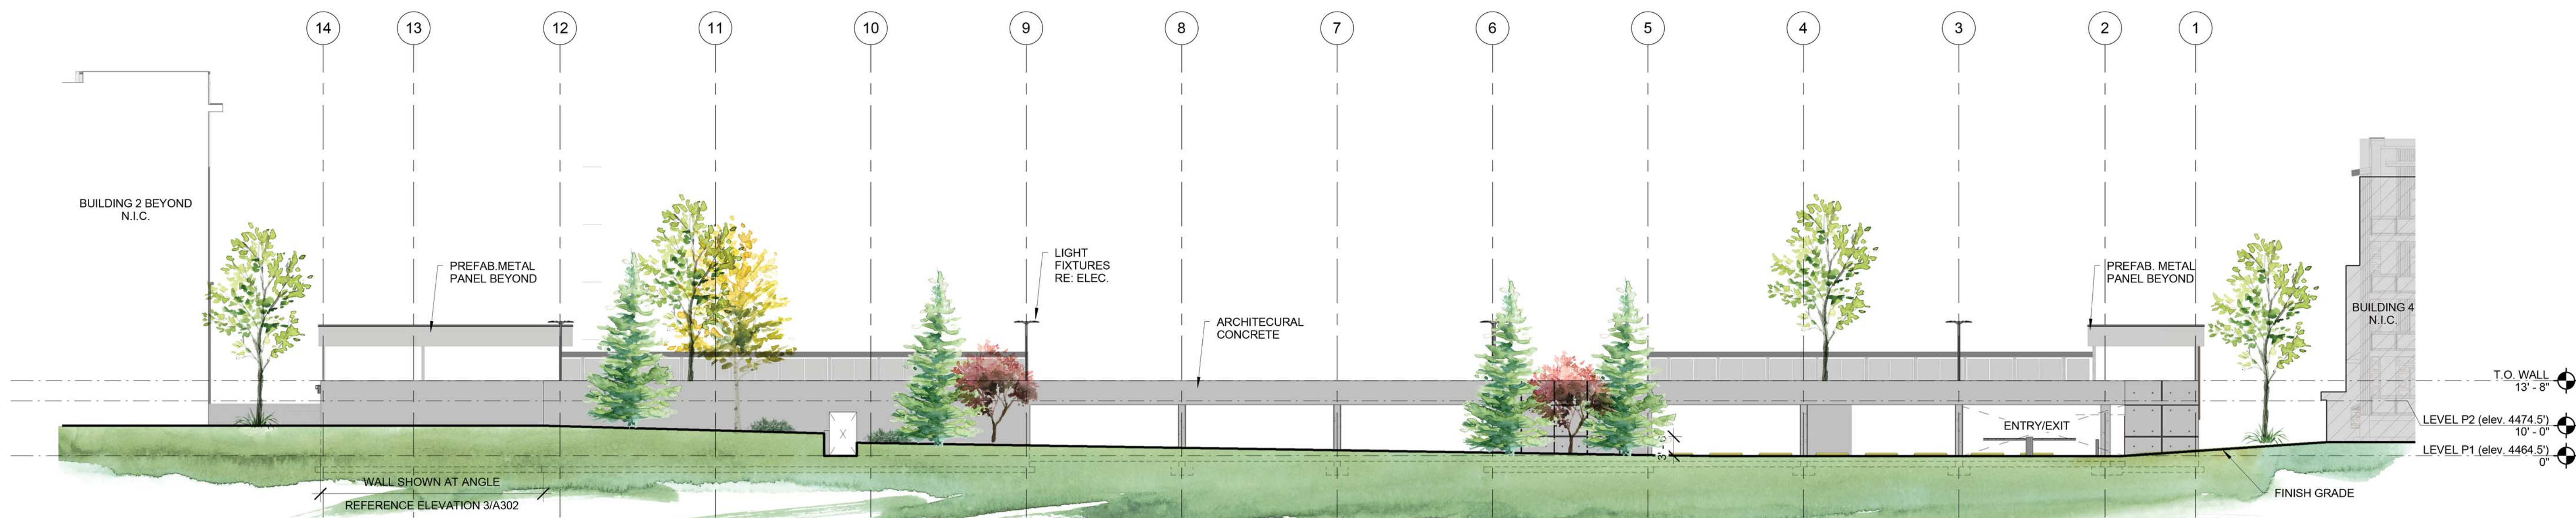 14
13
12
11
10
9
8
7
6
5
4
3
2
1
BUILDING 2 BEYOND
N.I.C.
PREFAB.METAL
PANEL BEYOND
LIGHT
FIXTURES
RE: ELEC.
ARCHITECURAL
CONCRETE
PREFAB. METAL
PANEL BEYOND
BUILDING 4
N.I.C.
T.O. WALL
13' - 8"
ENTRY/EXIT
LEVEL P2 (elev. 4474.5')
10' - 0"
X
LEVEL P1 (elev. 4464.5')
0"
WALL SHOWN AT ANGLE
REFERENCE ELEVATION 3/A302
FINISH GRADE